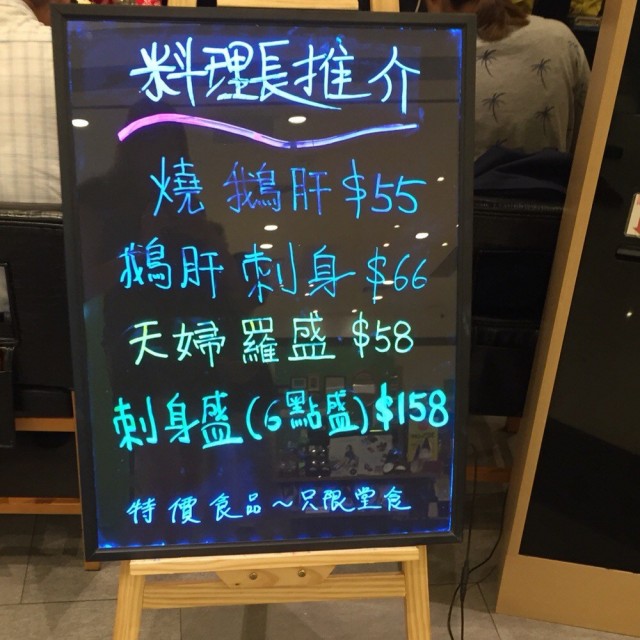 料理長推介
燒鵝肝 $55
鵝肝刺身 $66
天婦羅盛 $58
刺身盛(6點盛)$158
特價食品~只限堂食